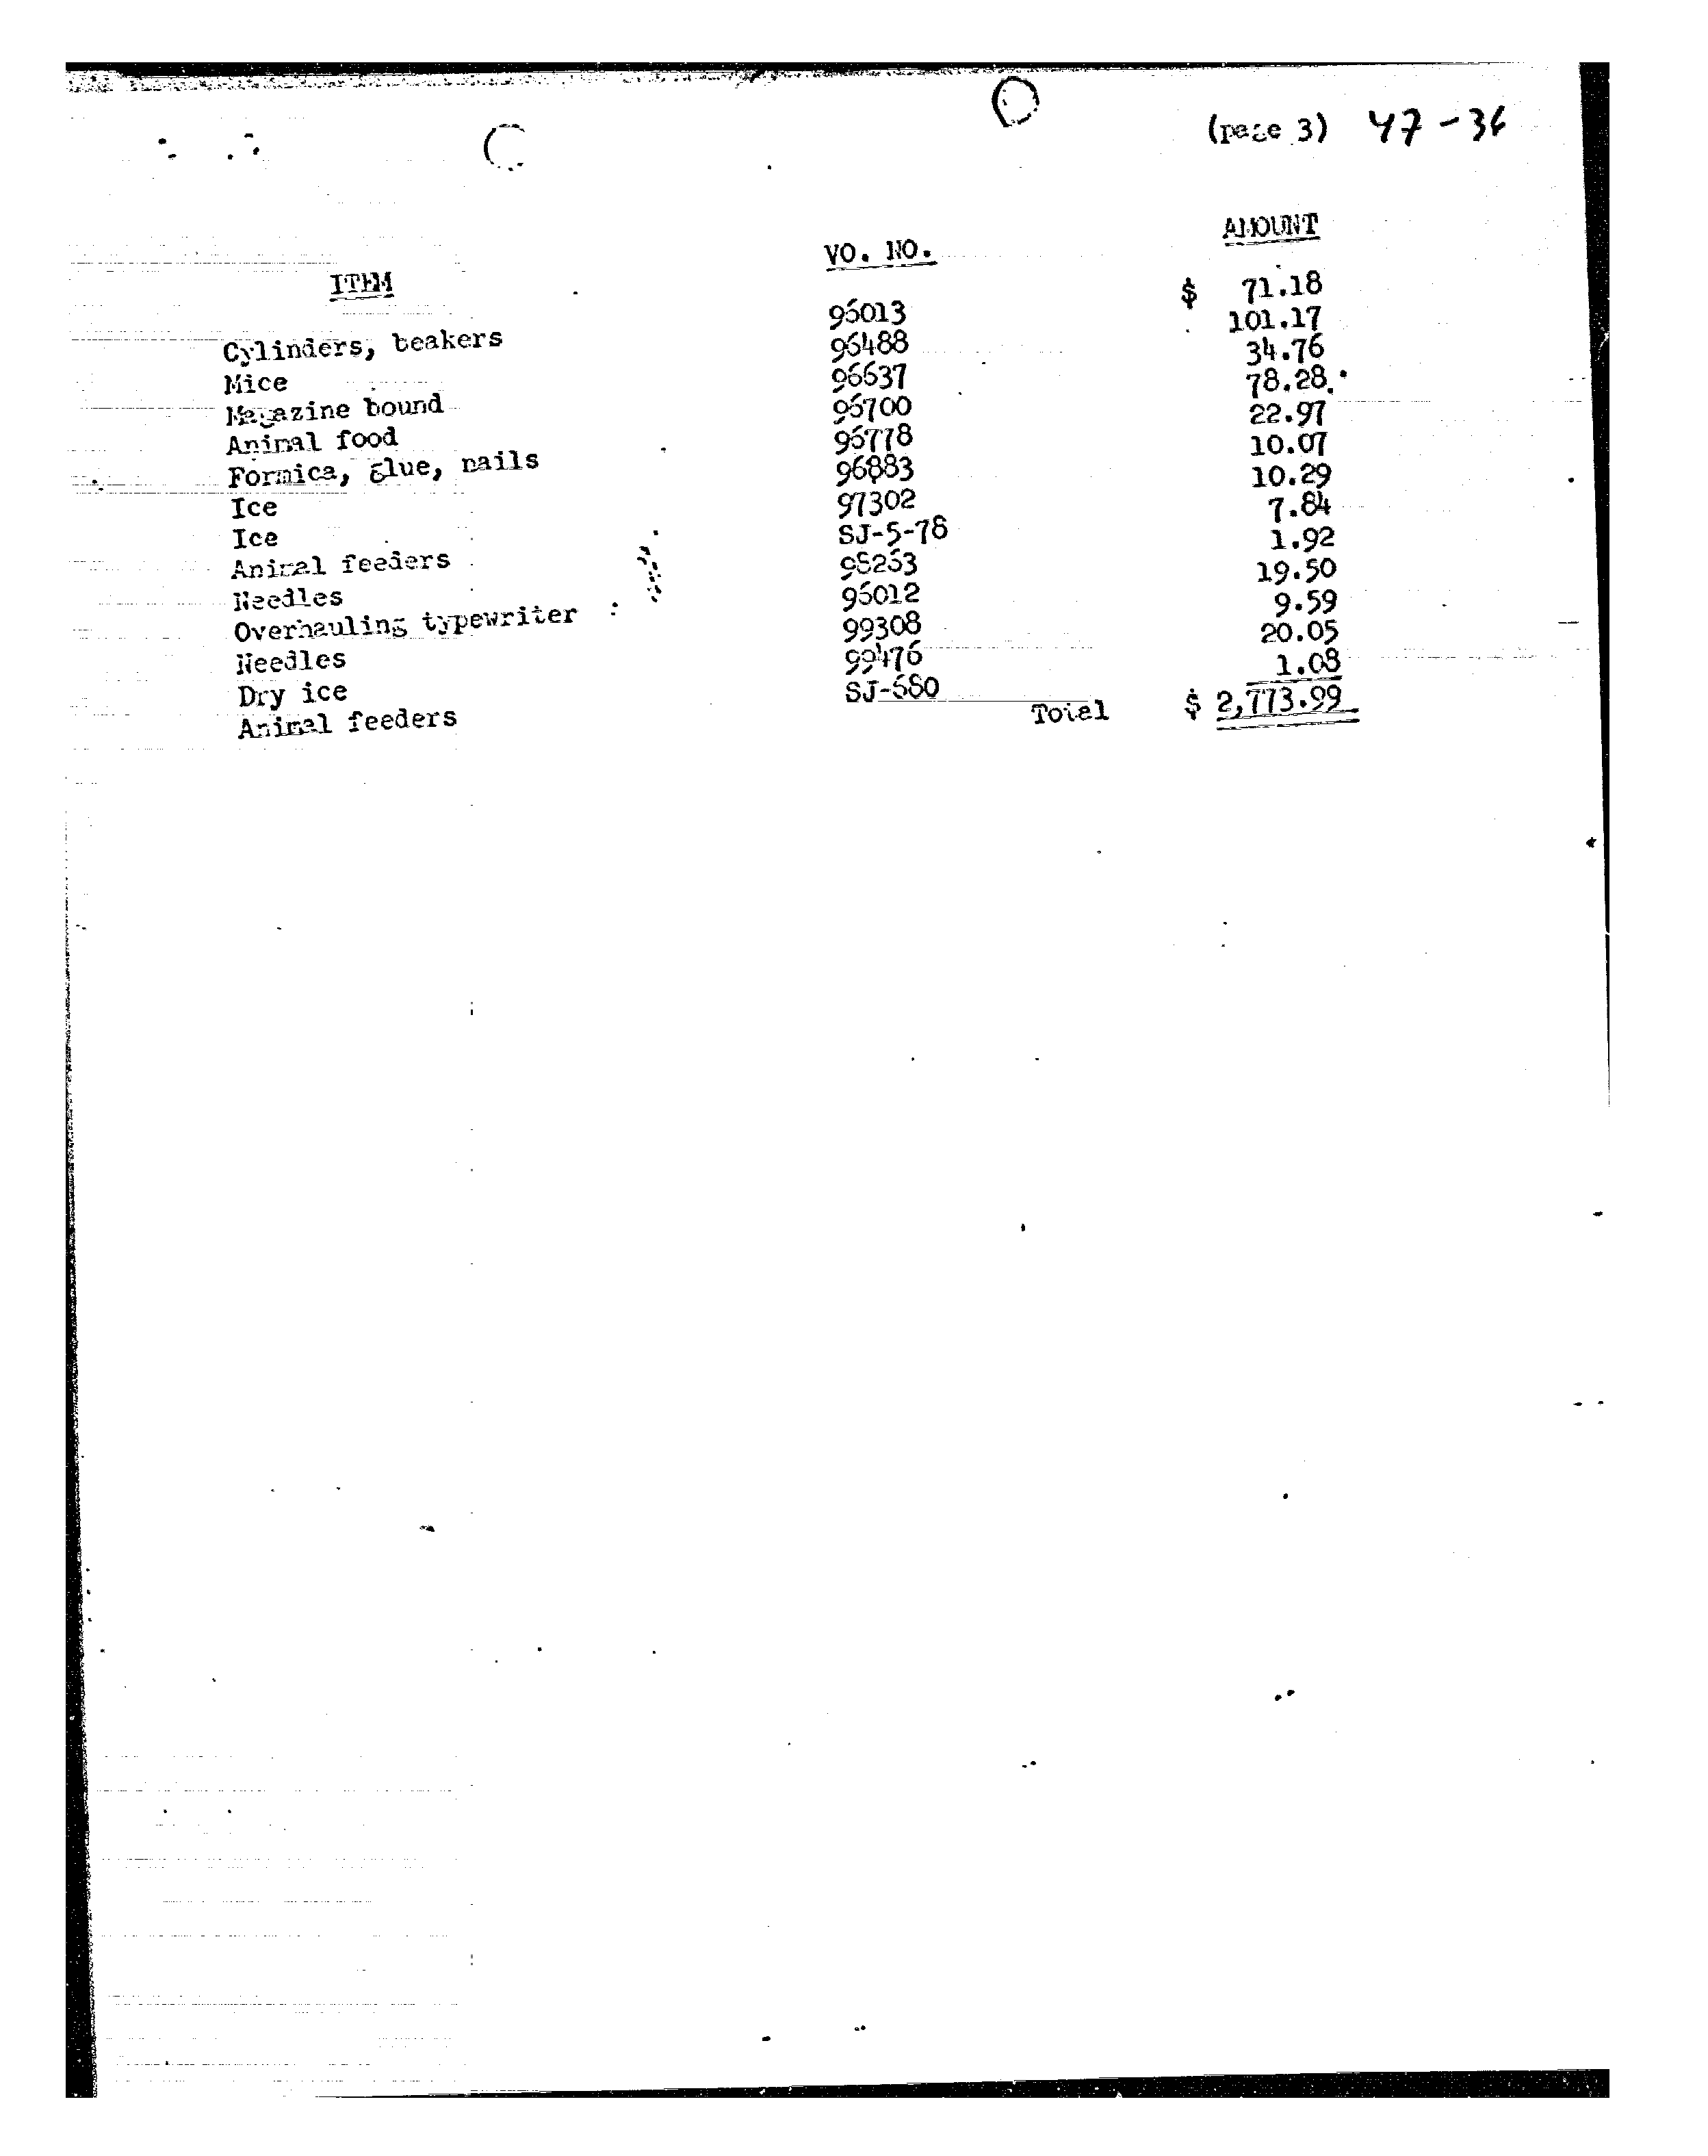 (page 3) 47-36
ITEM VO. NO. AMOUNT
Cylinders, beakers 96013 $ 71.18
Mice 96488 101.17
Magazine bound 96637 34.76
Animal food 96700 78.28
Formica, glue, nails 96778 22.97
Ice 96883 10.07
Ice 97302 10.29
Animal feeders SJ-5-78 7.84
Needles 98263 1.92
Overhauling typewriter 96012 19.50
Needles 99308 9.59
Dry ice 99476 20.05
Animal feeders SJ-680 1.08
Total $ 2,773.99